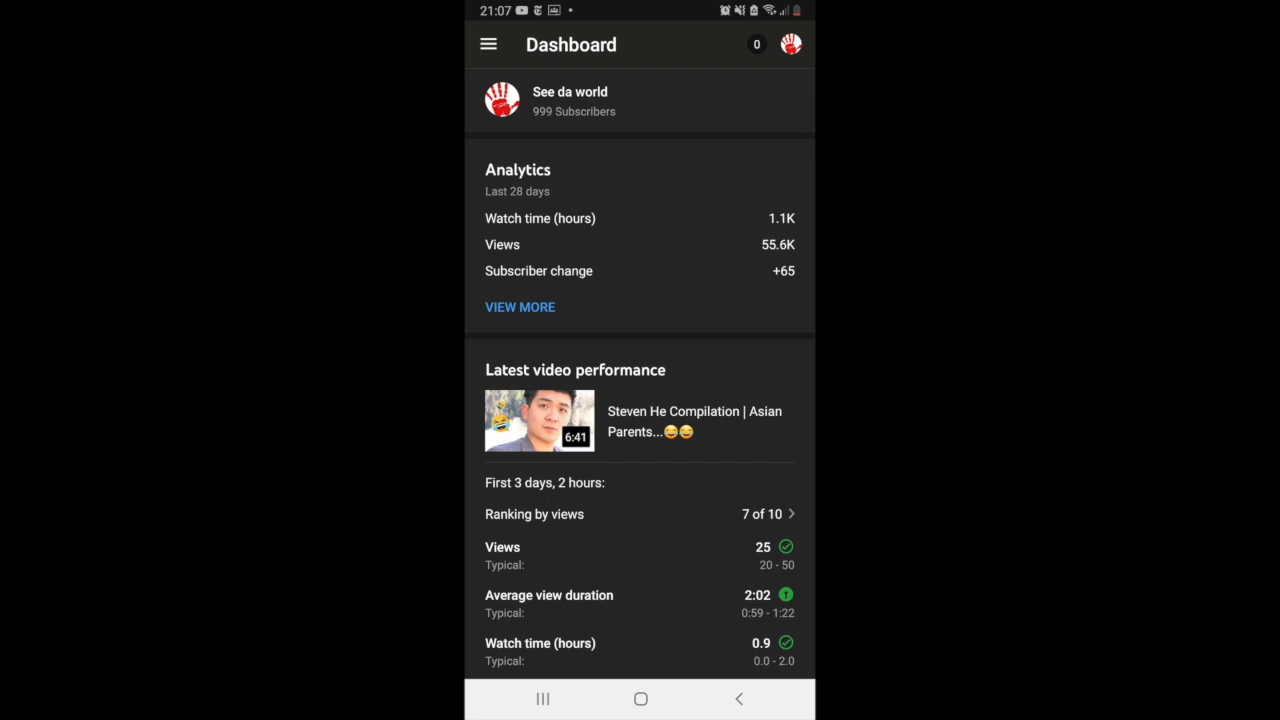 21:07
Dashboard
0
See da world
999 Subscribers
Analytics
Last 28 days
Watch time (hours) 1.1K
Views 55.6K
Subscriber change +65
VIEW MORE
Latest video performance
6:41
Steven He Compilation | Asian
Parents...😂😂
First 3 days, 2 hours:
Ranking by views 7 of 10
Views 25
Typical: 20 - 50
Average view duration 2:02
Typical: 0:59 - 1:22
Watch time (hours) 0.9
Typical: 0.0 - 2.0